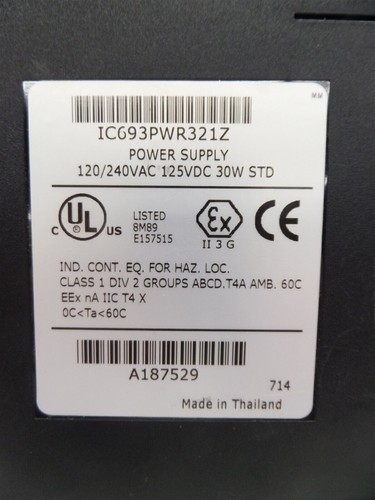 MM
IC693PWR321Z
POWER SUPPLY
120/240VAC 125VDC 30W STD
C UL US
LISTED
8M89
E157515
Ex
II 3 G
CE
IND. CONT. EQ. FOR HAZ. LOC.
CLASS 1 DIV 2 GROUPS ABCD.T4A AMB. 60C
EEx nA IIC T4 X
0C<Ta<60C
A187529
714
Made in Thailand